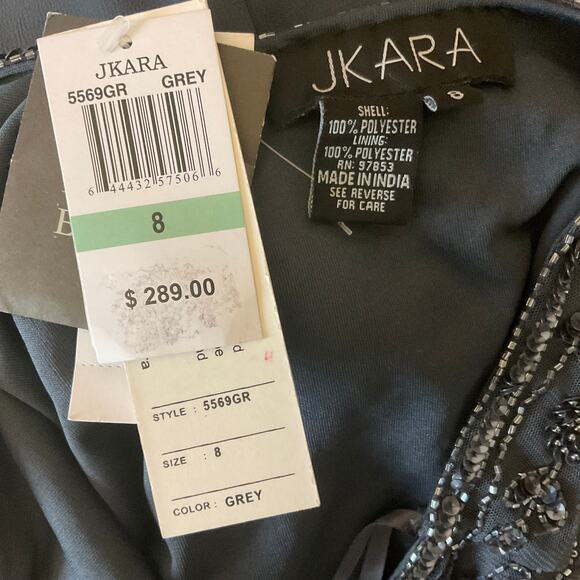 JKARA
5569GR GREY
6 44432 57506 6
8
$ 289.00
STYLE : 5569GR
SIZE : 8
COLOR : GREY
JKARA
8
SHELL:
100% POLYESTER
LINING:
100% POLYESTER
RN: 97853
MADE IN INDIA
SEE REVERSE
FOR CARE